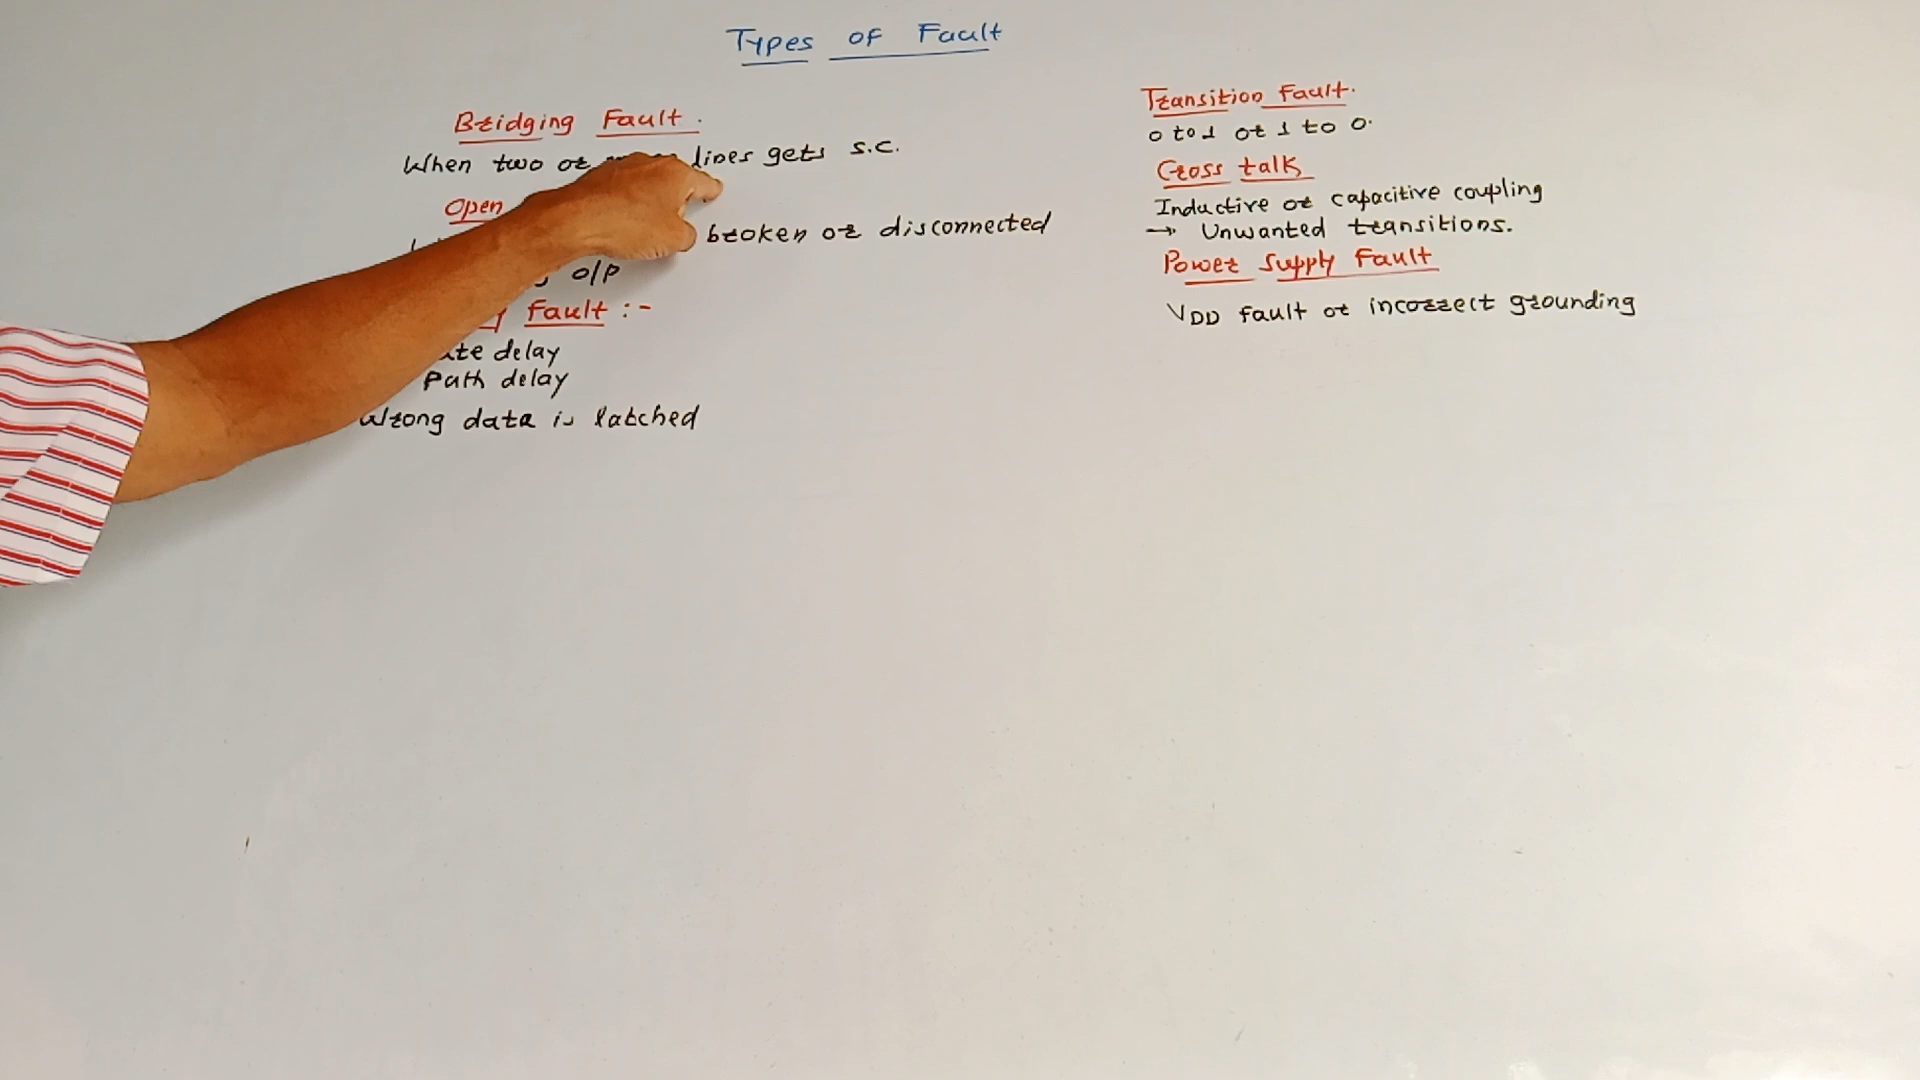 Types of Fault
Bridging Fault.
When two or lines gets s.c.
Open
broken or disconnected
o/p
Fault :-
delay
Path delay
Wrong data is latched
Transition Fault.
0 to 1 or 1 to 0.
Cross talk
Inductive or capacitive coupling
→ Unwanted transitions.
Power Supply Fault
VDD fault or incorrect grounding